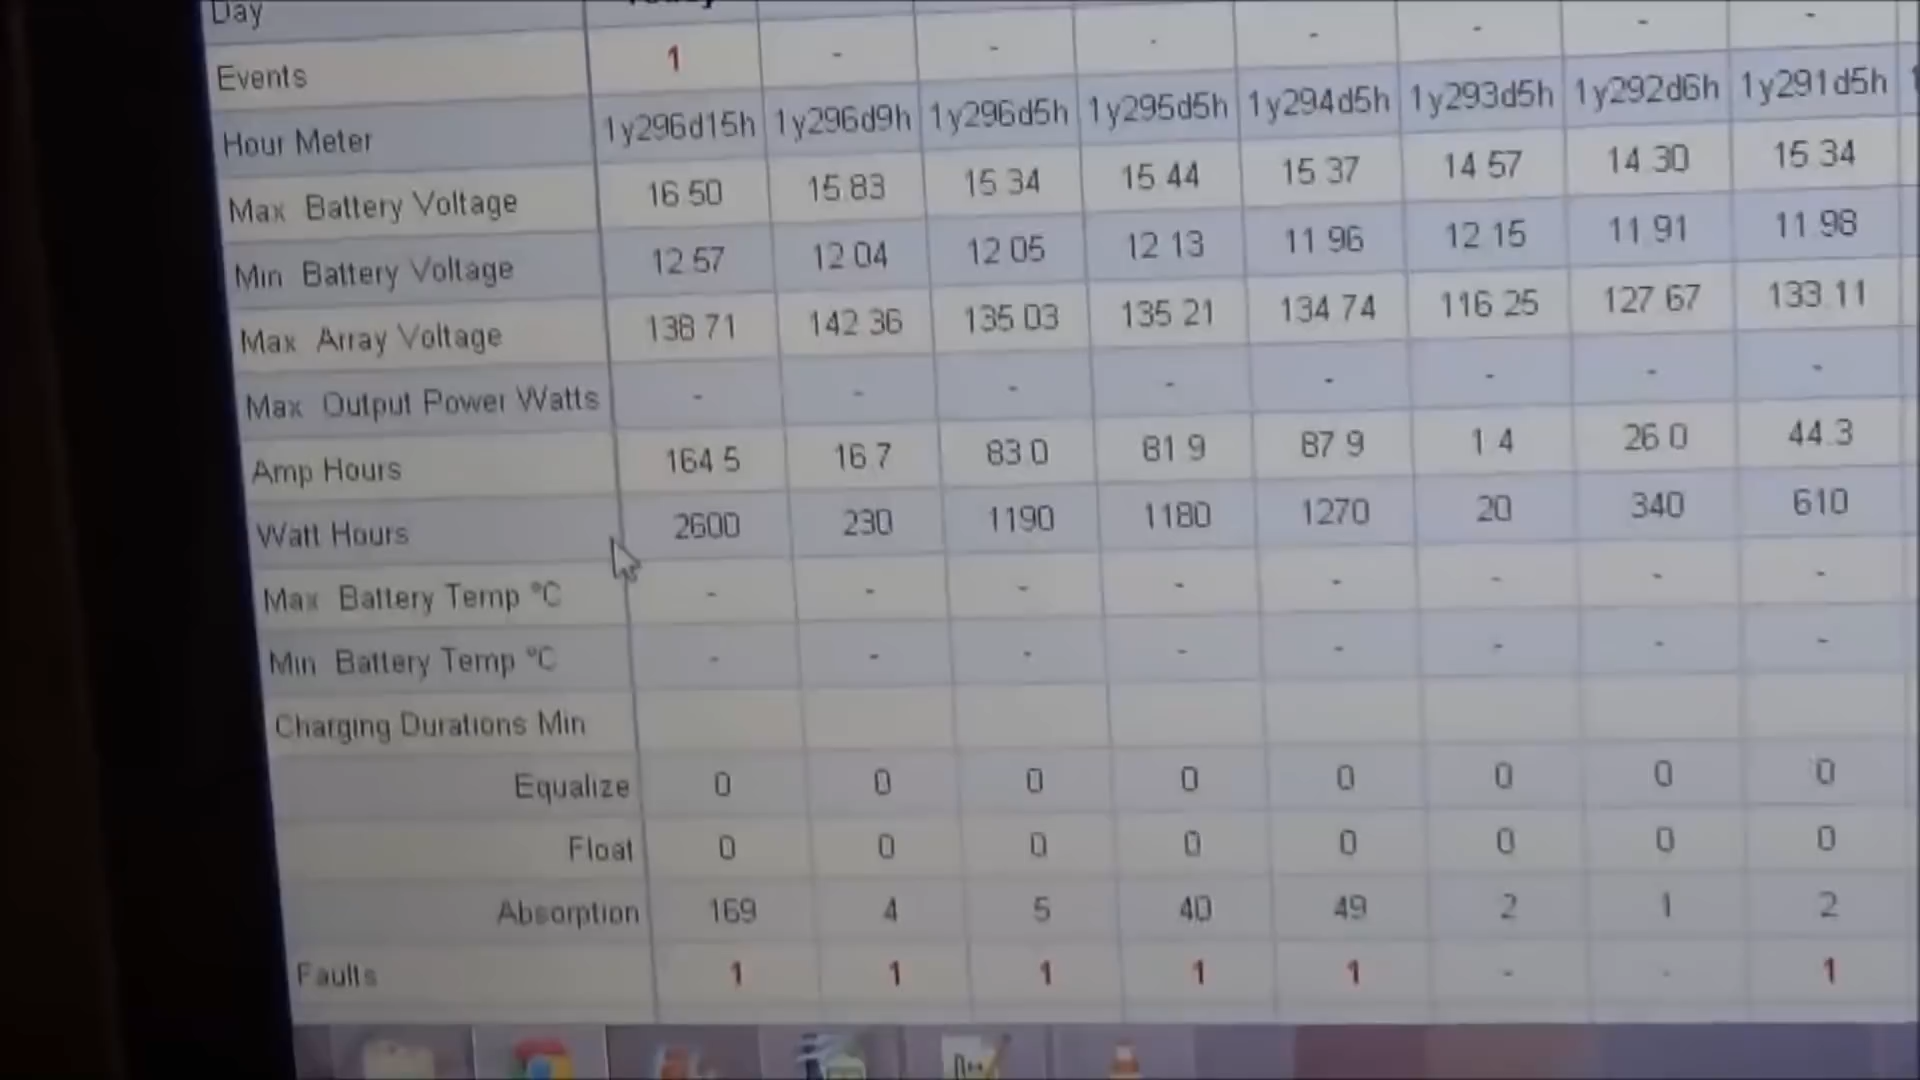 Day
Events 1 - - - - - - -
Hour Meter 1y296d15h 1y296d9h 1y296d5h 1y295d5h 1y294d5h 1y293d5h 1y292d6h 1y291d5h
Max Battery Voltage 16 50 15 83 15 34 15 44 15 37 14 57 14 30 15 34
Min Battery Voltage 12 57 12 04 12 05 12 13 11 96 12 15 11 91 11 98
Max Array Voltage 138 71 142 36 135 03 135 21 134 74 116 25 127 67 133 11
Max Output Power Watts - - - - - - - -
Amp Hours 164 5 16 7 83 0 81 9 87 9 1 4 26 0 44.3
Watt Hours 2600 230 1190 1180 1270 20 340 610
Max Battery Temp °C - - - - - - - -
Min Battery Temp °C - - - - - - - -
Charging Durations Min
Equalize 0 0 0 0 0 0 0 0
Float 0 0 0 0 0 0 0 0
Absorption 169 4 5 40 49 2 1 2
Faults 1 1 1 1 1 - - 1